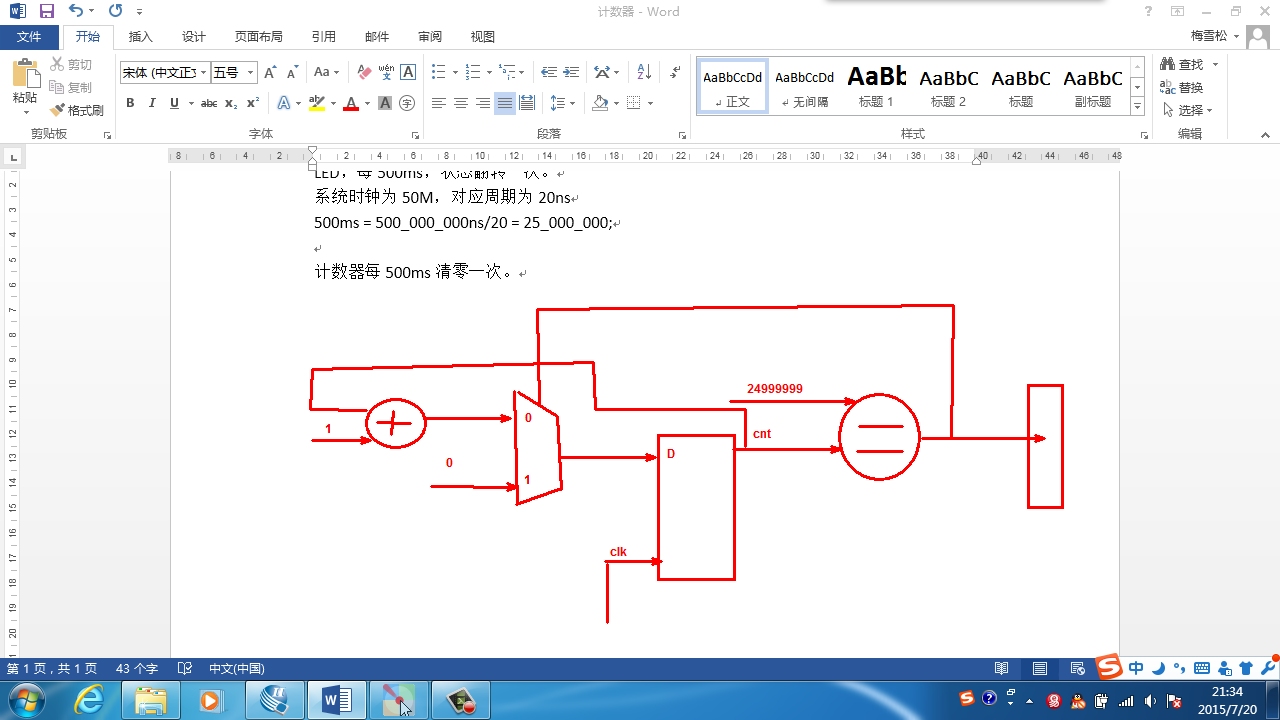 计数器 - Word
文件 开始 插入 设计 页面布局 引用 邮件 审阅 视图 梅雪松
粘贴 剪切 复制 格式刷
宋体 (中文正 五号
AaBbCcDd AaBbCcDd AaBb AaBbC AaBbC AaBbC
正文 无间隔 标题 1 标题 2 标题 副标题
查找 替换 选择
剪贴板 字体 段落 样式 编辑
LED，每 500ms，状态翻转一次。
系统时钟为 50M，对应周期为 20ns
500ms = 500_000_000ns/20 = 25_000_000;
计数器每 500ms 清零一次。
24999999
1
0
cnt
0
D
1
clk
第 1 页，共 1 页 43 个字 中文(中国)
中
21:34
2015/7/20